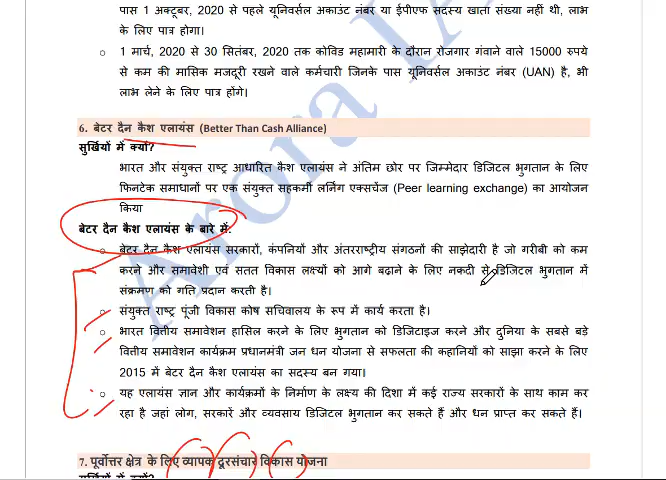 पास 1 अक्टूबर, 2020 से पहले यूनिवर्सल अकाउंट नंबर या ईपीएफ सदस्य खाता संख्या नहीं थी, लाभ
के लिए पात्र होगा।
○ 1 मार्च, 2020 से 30 सितंबर, 2020 तक कोविड महामारी के दौरान रोजगार गंवाने वाले 15000 रुपये
से कम की मासिक मजदूरी रखने वाले कर्मचारी जिनके पास यूनिवर्सल अकाउंट नंबर (UAN) है, भी
लाभ लेने के लिए पात्र होंगे।
6. बेटर दैन कैश एलायंस (Better Than Cash Alliance)
सुर्खियों में क्यों?
भारत और संयुक्त राष्ट्र आधारित कैश एलायंस ने अंतिम छोर पर जिम्मेदार डिजिटल भुगतान के लिए
फिनटेक समाधानों पर एक संयुक्त सहकर्मी लर्निंग एक्सचेंज (Peer learning exchange) का आयोजन
किया
बेटर दैन कैश एलायंस के बारे में:
○ बेटर दैन कैश एलायंस सरकारों, कंपनियों और अंतरराष्ट्रीय संगठनों की साझेदारी है जो गरीबी को कम
करने और समावेशी एवं सतत विकास लक्ष्यों को आगे बढ़ाने के लिए नकदी से डिजिटल भुगतान में
संक्रमण को गति प्रदान करती है।
○ संयुक्त राष्ट्र पूंजी विकास कोष सचिवालय के रूप में कार्य करता है।
○ भारत वित्तीय समावेशन हासिल करने के लिए भुगतान को डिजिटाइज करने और दुनिया के सबसे बड़े
वित्तीय समावेशन कार्यक्रम प्रधानमंत्री जन धन योजना से सफलता की कहानियों को साझा करने के लिए
2015 में बेटर दैन कैश एलायंस का सदस्य बन गया।
○ यह एलायंस ज्ञान और कार्यक्रमों के निर्माण के लक्ष्य की दिशा में कई राज्य सरकारों के साथ काम कर
रहा है जहां लोग, सरकारें और व्यवसाय डिजिटल भुगतान कर सकते हैं और धन प्राप्त कर सकते हैं।
7. पूर्वोत्तर क्षेत्र के लिए व्यापक दूरसंचार विकास योजना
सुर्खियों में क्यों?
Arora IA